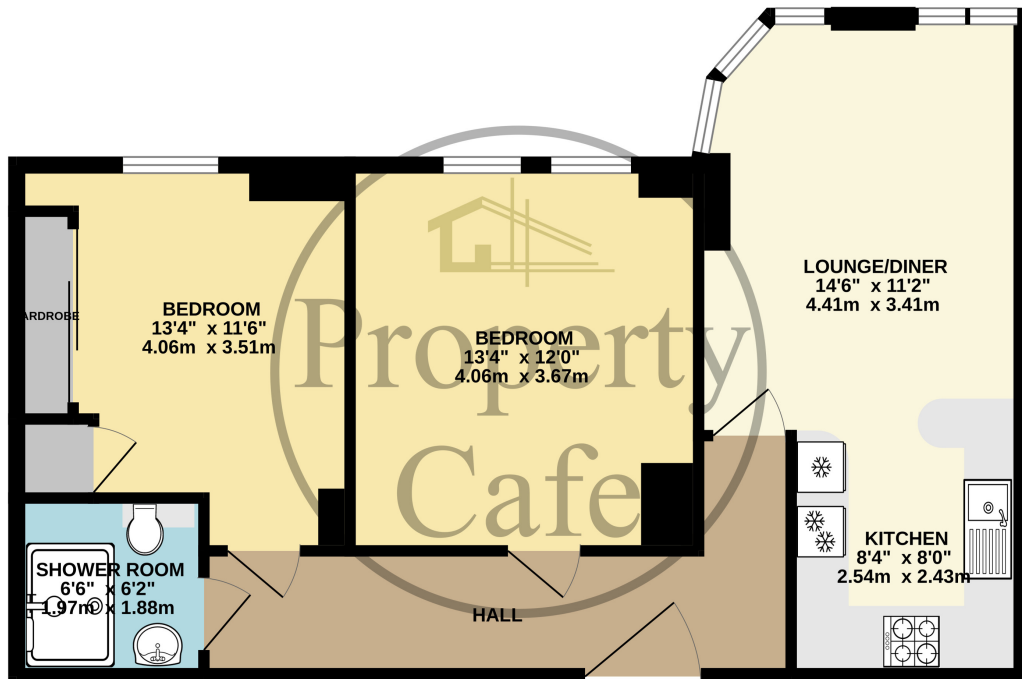 LOUNGE/DINER
14'6" x 11'2"
4.41m x 3.41m
BEDROOM
13'4" x 11'6"
4.06m x 3.51m
ARDROBE
BEDROOM
13'4" x 12'0"
4.06m x 3.67m
Property
Cafe
KITCHEN
8'4" x 8'0"
2.54m x 2.43m
SHOWER ROOM
6'6" x 6'2"
1.97m x 1.88m
HALL